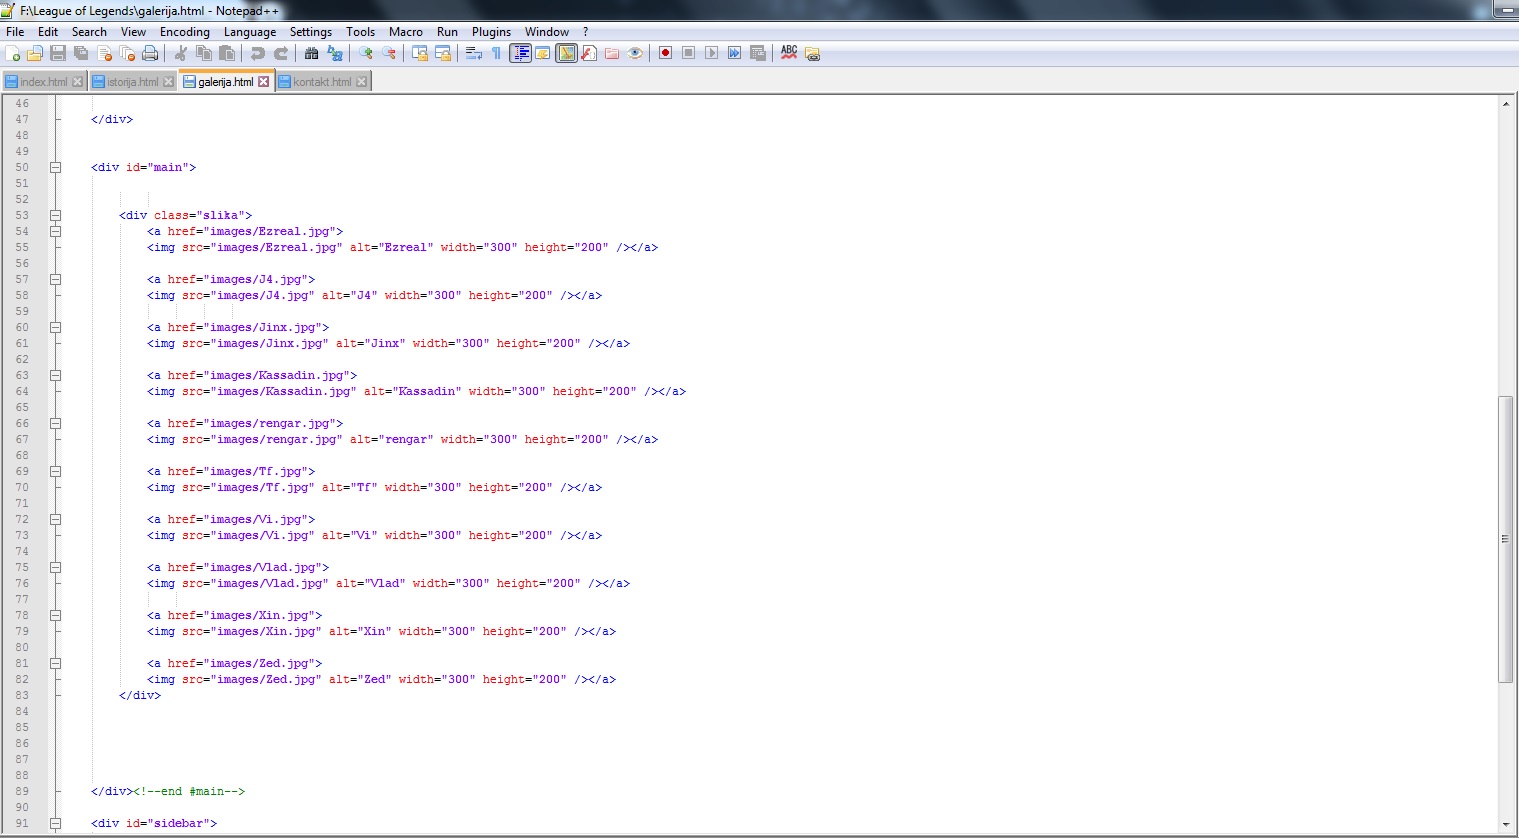 F:\League of Legends\galerija.html - Notepad++
File Edit Search View Encoding Language Settings Tools Macro Run Plugins Window ?
ABC
index.html istorija.html galerija.html kontakt.html
46
47 </div>
48
49
50 <div id="main">
51
52
53 <div class="slika">
54 <a href="images/Ezreal.jpg">
55 <img src="images/Ezreal.jpg" alt="Ezreal" width="300" height="200" /></a>
56
57 <a href="images/J4.jpg">
58 <img src="images/J4.jpg" alt="J4" width="300" height="200" /></a>
59
60 <a href="images/Jinx.jpg">
61 <img src="images/Jinx.jpg" alt="Jinx" width="300" height="200" /></a>
62
63 <a href="images/Kassadin.jpg">
64 <img src="images/Kassadin.jpg" alt="Kassadin" width="300" height="200" /></a>
65
66 <a href="images/rengar.jpg">
67 <img src="images/rengar.jpg" alt="rengar" width="300" height="200" /></a>
68
69 <a href="images/Tf.jpg">
70 <img src="images/Tf.jpg" alt="Tf" width="300" height="200" /></a>
71
72 <a href="images/Vi.jpg">
73 <img src="images/Vi.jpg" alt="Vi" width="300" height="200" /></a>
74
75 <a href="images/Vlad.jpg">
76 <img src="images/Vlad.jpg" alt="Vlad" width="300" height="200" /></a>
77
78 <a href="images/Xin.jpg">
79 <img src="images/Xin.jpg" alt="Xin" width="300" height="200" /></a>
80
81 <a href="images/Zed.jpg">
82 <img src="images/Zed.jpg" alt="Zed" width="300" height="200" /></a>
83 </div>
84
85
86
87
88
89 </div><!--end #main-->
90
91 <div id="sidebar">